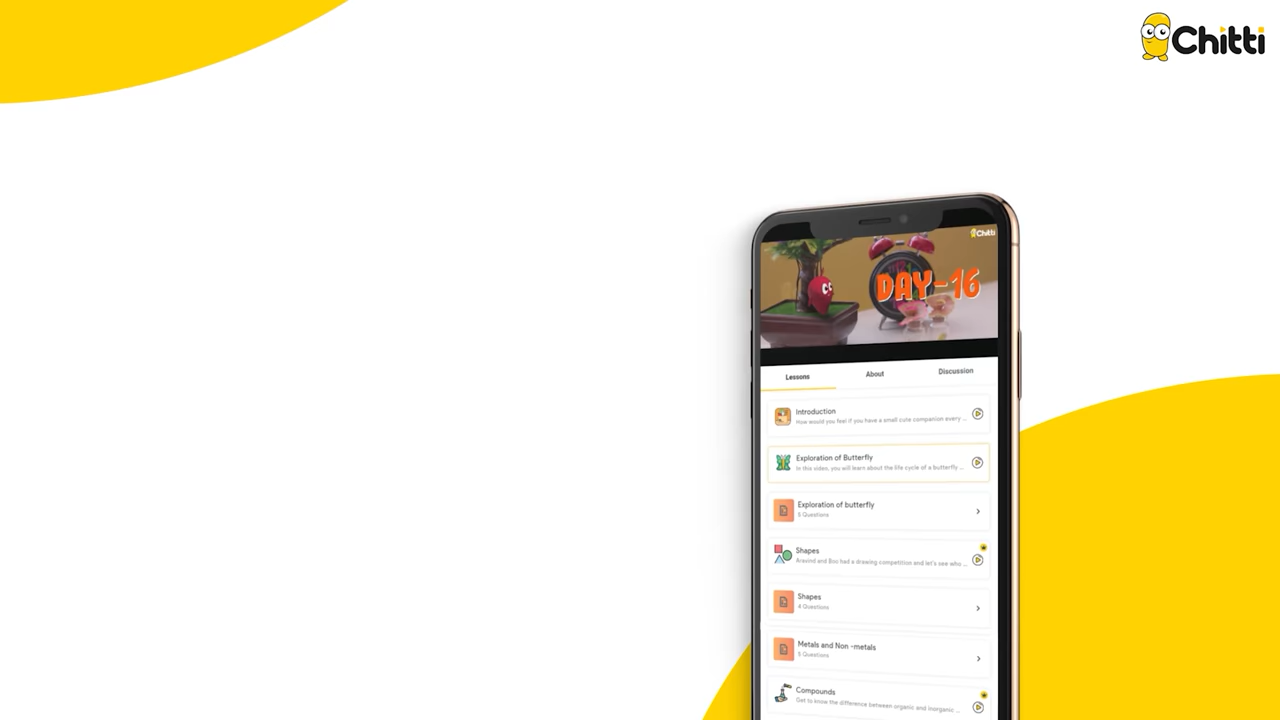 Chitti
Chitti
DAY-16
Lessons
About
Discussion
Introduction
How would you feel if you have a small cute companion every ...
Exploration of Butterfly
In this video, you will learn about the life cycle of a butterfly ...
Exploration of butterfly
5 Questions
Shapes
Aravind and Boo had a drawing competition and let's see who ...
Shapes
4 Questions
Metals and Non -metals
5 Questions
Compounds
Get to know the difference between organic and inorganic ...